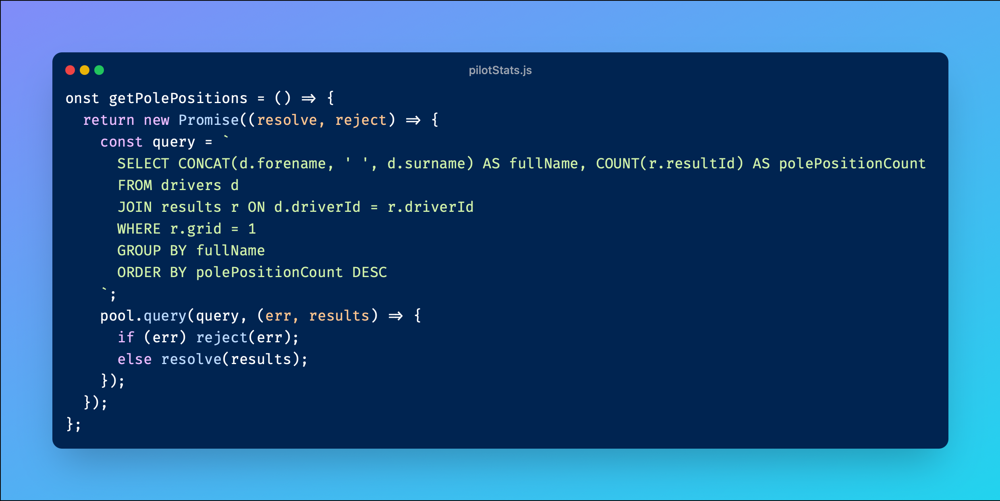 pilotStats.js
onst getPolePositions = () => {
  return new Promise((resolve, reject) => {
    const query = `
      SELECT CONCAT(d.forename, ' ', d.surname) AS fullName, COUNT(r.resultId) AS polePositionCount
      FROM drivers d
      JOIN results r ON d.driverId = r.driverId
      WHERE r.grid = 1
      GROUP BY fullName
      ORDER BY polePositionCount DESC
    `;
    pool.query(query, (err, results) => {
      if (err) reject(err);
      else resolve(results);
    });
  });
};